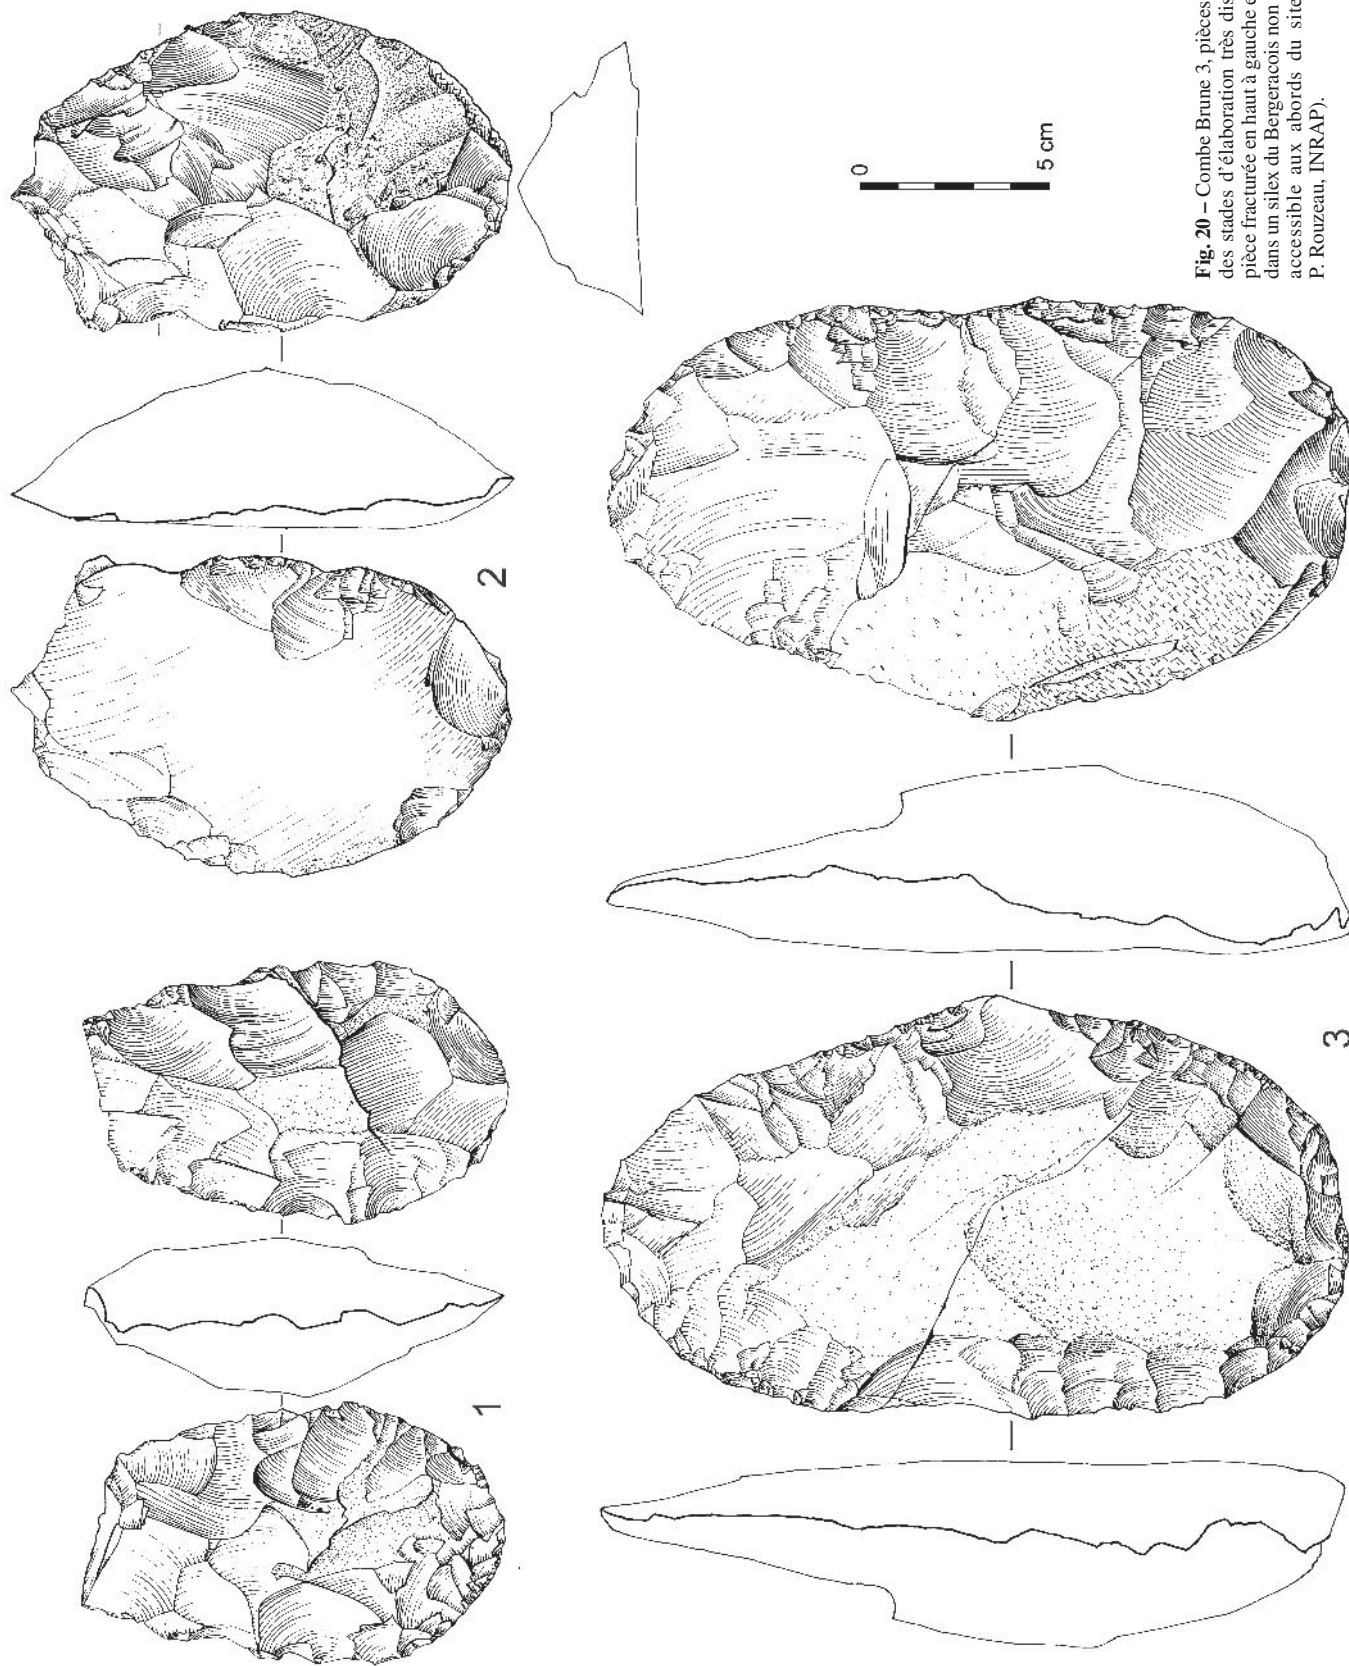 2
0
5 cm
1
3
Fig. 20 – Combe Brune 3, pièces
des stades d'élaboration très dis
pièce fracturée en haut à gauche e
dans un silex du Bergeracois non
accessible aux abords du site
P. Rouzeau, INRAP).